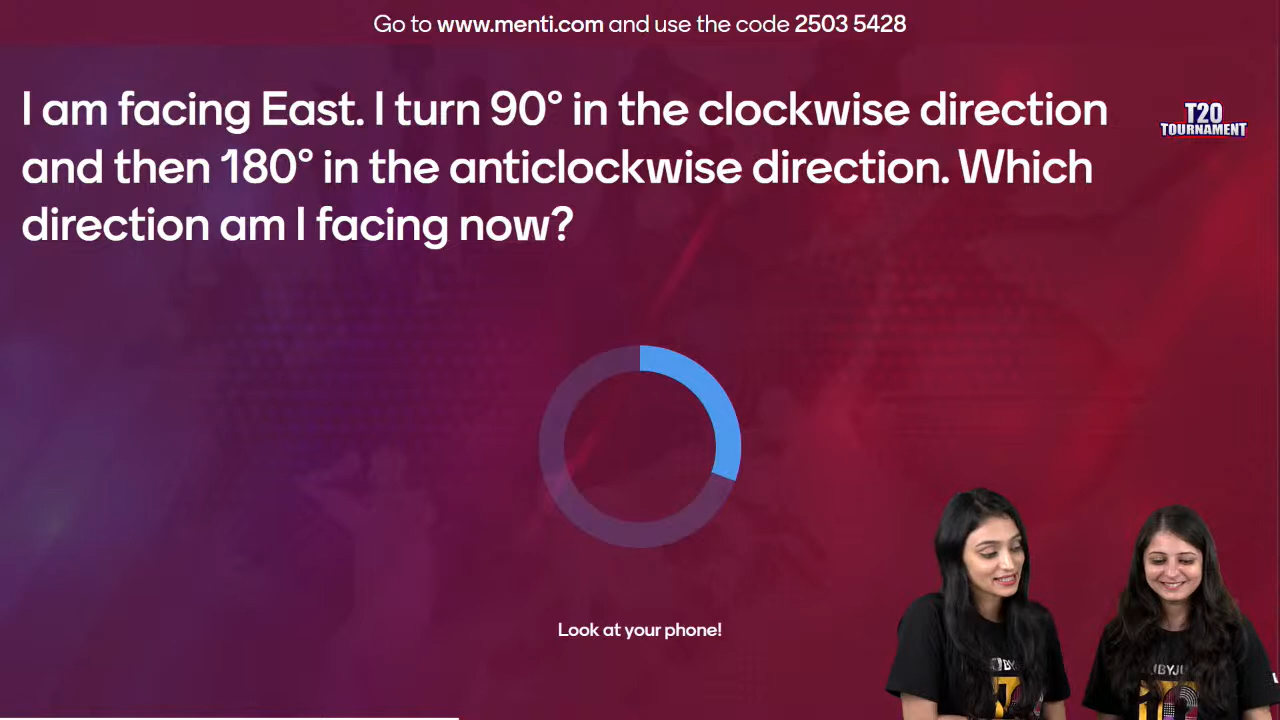 Go to www.menti.com and use the code 2503 5428
I am facing East. I turn 90° in the clockwise direction
and then 180° in the anticlockwise direction. Which
direction am I facing now?
T20
TOURNAMENT
Look at your phone!